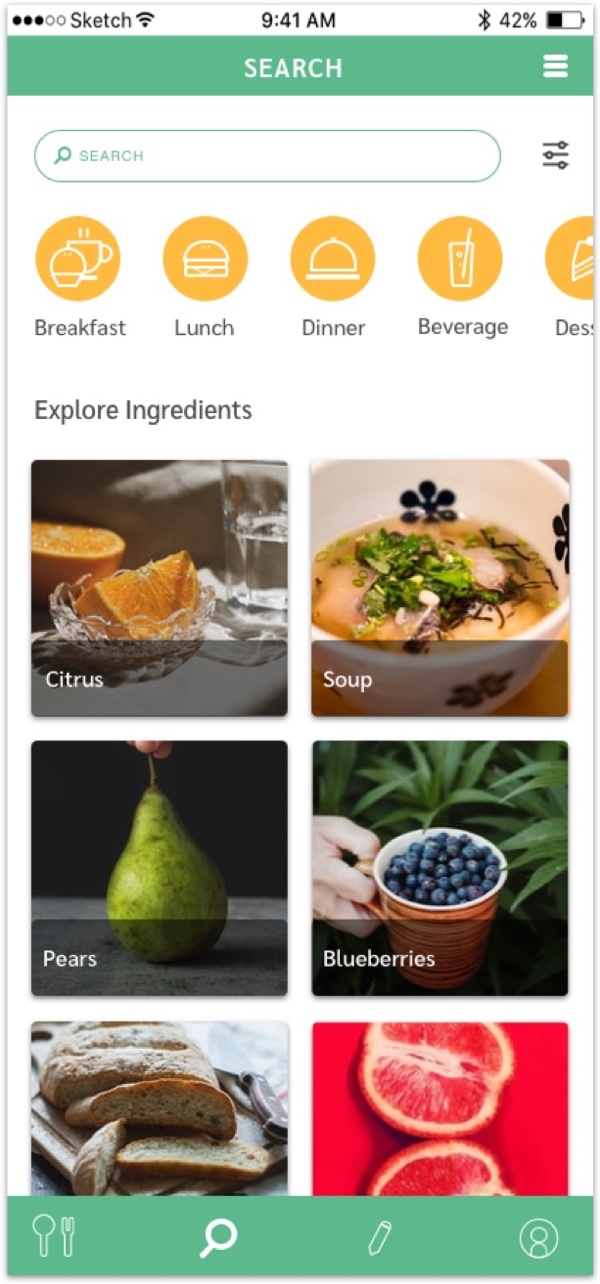 Sketch 9:41 AM 42%
SEARCH
SEARCH
Breakfast Lunch Dinner Beverage Dess
Explore Ingredients
Citrus Soup
Pears Blueberries